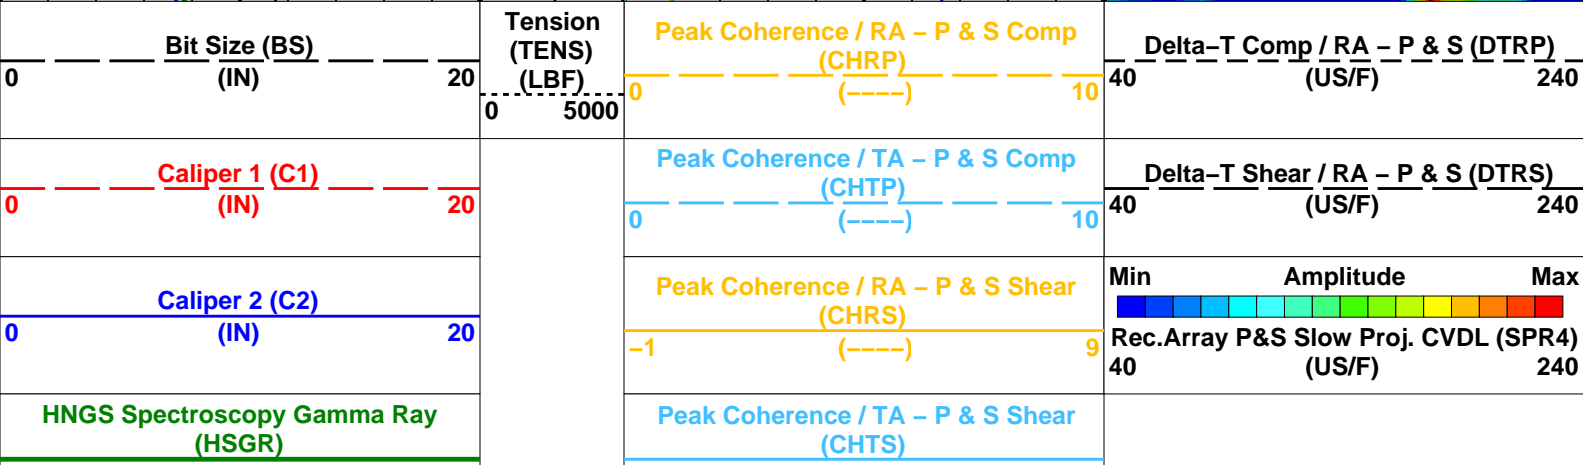 Bit Size (BS)
0 (IN) 20
Caliper 1 (C1)
0 (IN) 20
Caliper 2 (C2)
0 (IN) 20
HNGS Spectroscopy Gamma Ray
(HSGR)
Tension
(TENS)
(LBF)
0 5000
Peak Coherence / RA – P & S Comp
(CHRP)
0 (––––) 10
Peak Coherence / TA – P & S Comp
(CHTP)
0 (––––) 10
Peak Coherence / RA – P & S Shear
(CHRS)
–1 (––––) 9
Peak Coherence / TA – P & S Shear
(CHTS)
Delta–T Comp / RA – P & S (DTRP)
40 (US/F) 240
Delta–T Shear / RA – P & S (DTRS)
40 (US/F) 240
Min Amplitude Max
Rec.Array P&S Slow Proj. CVDL (SPR4)
40 (US/F) 240